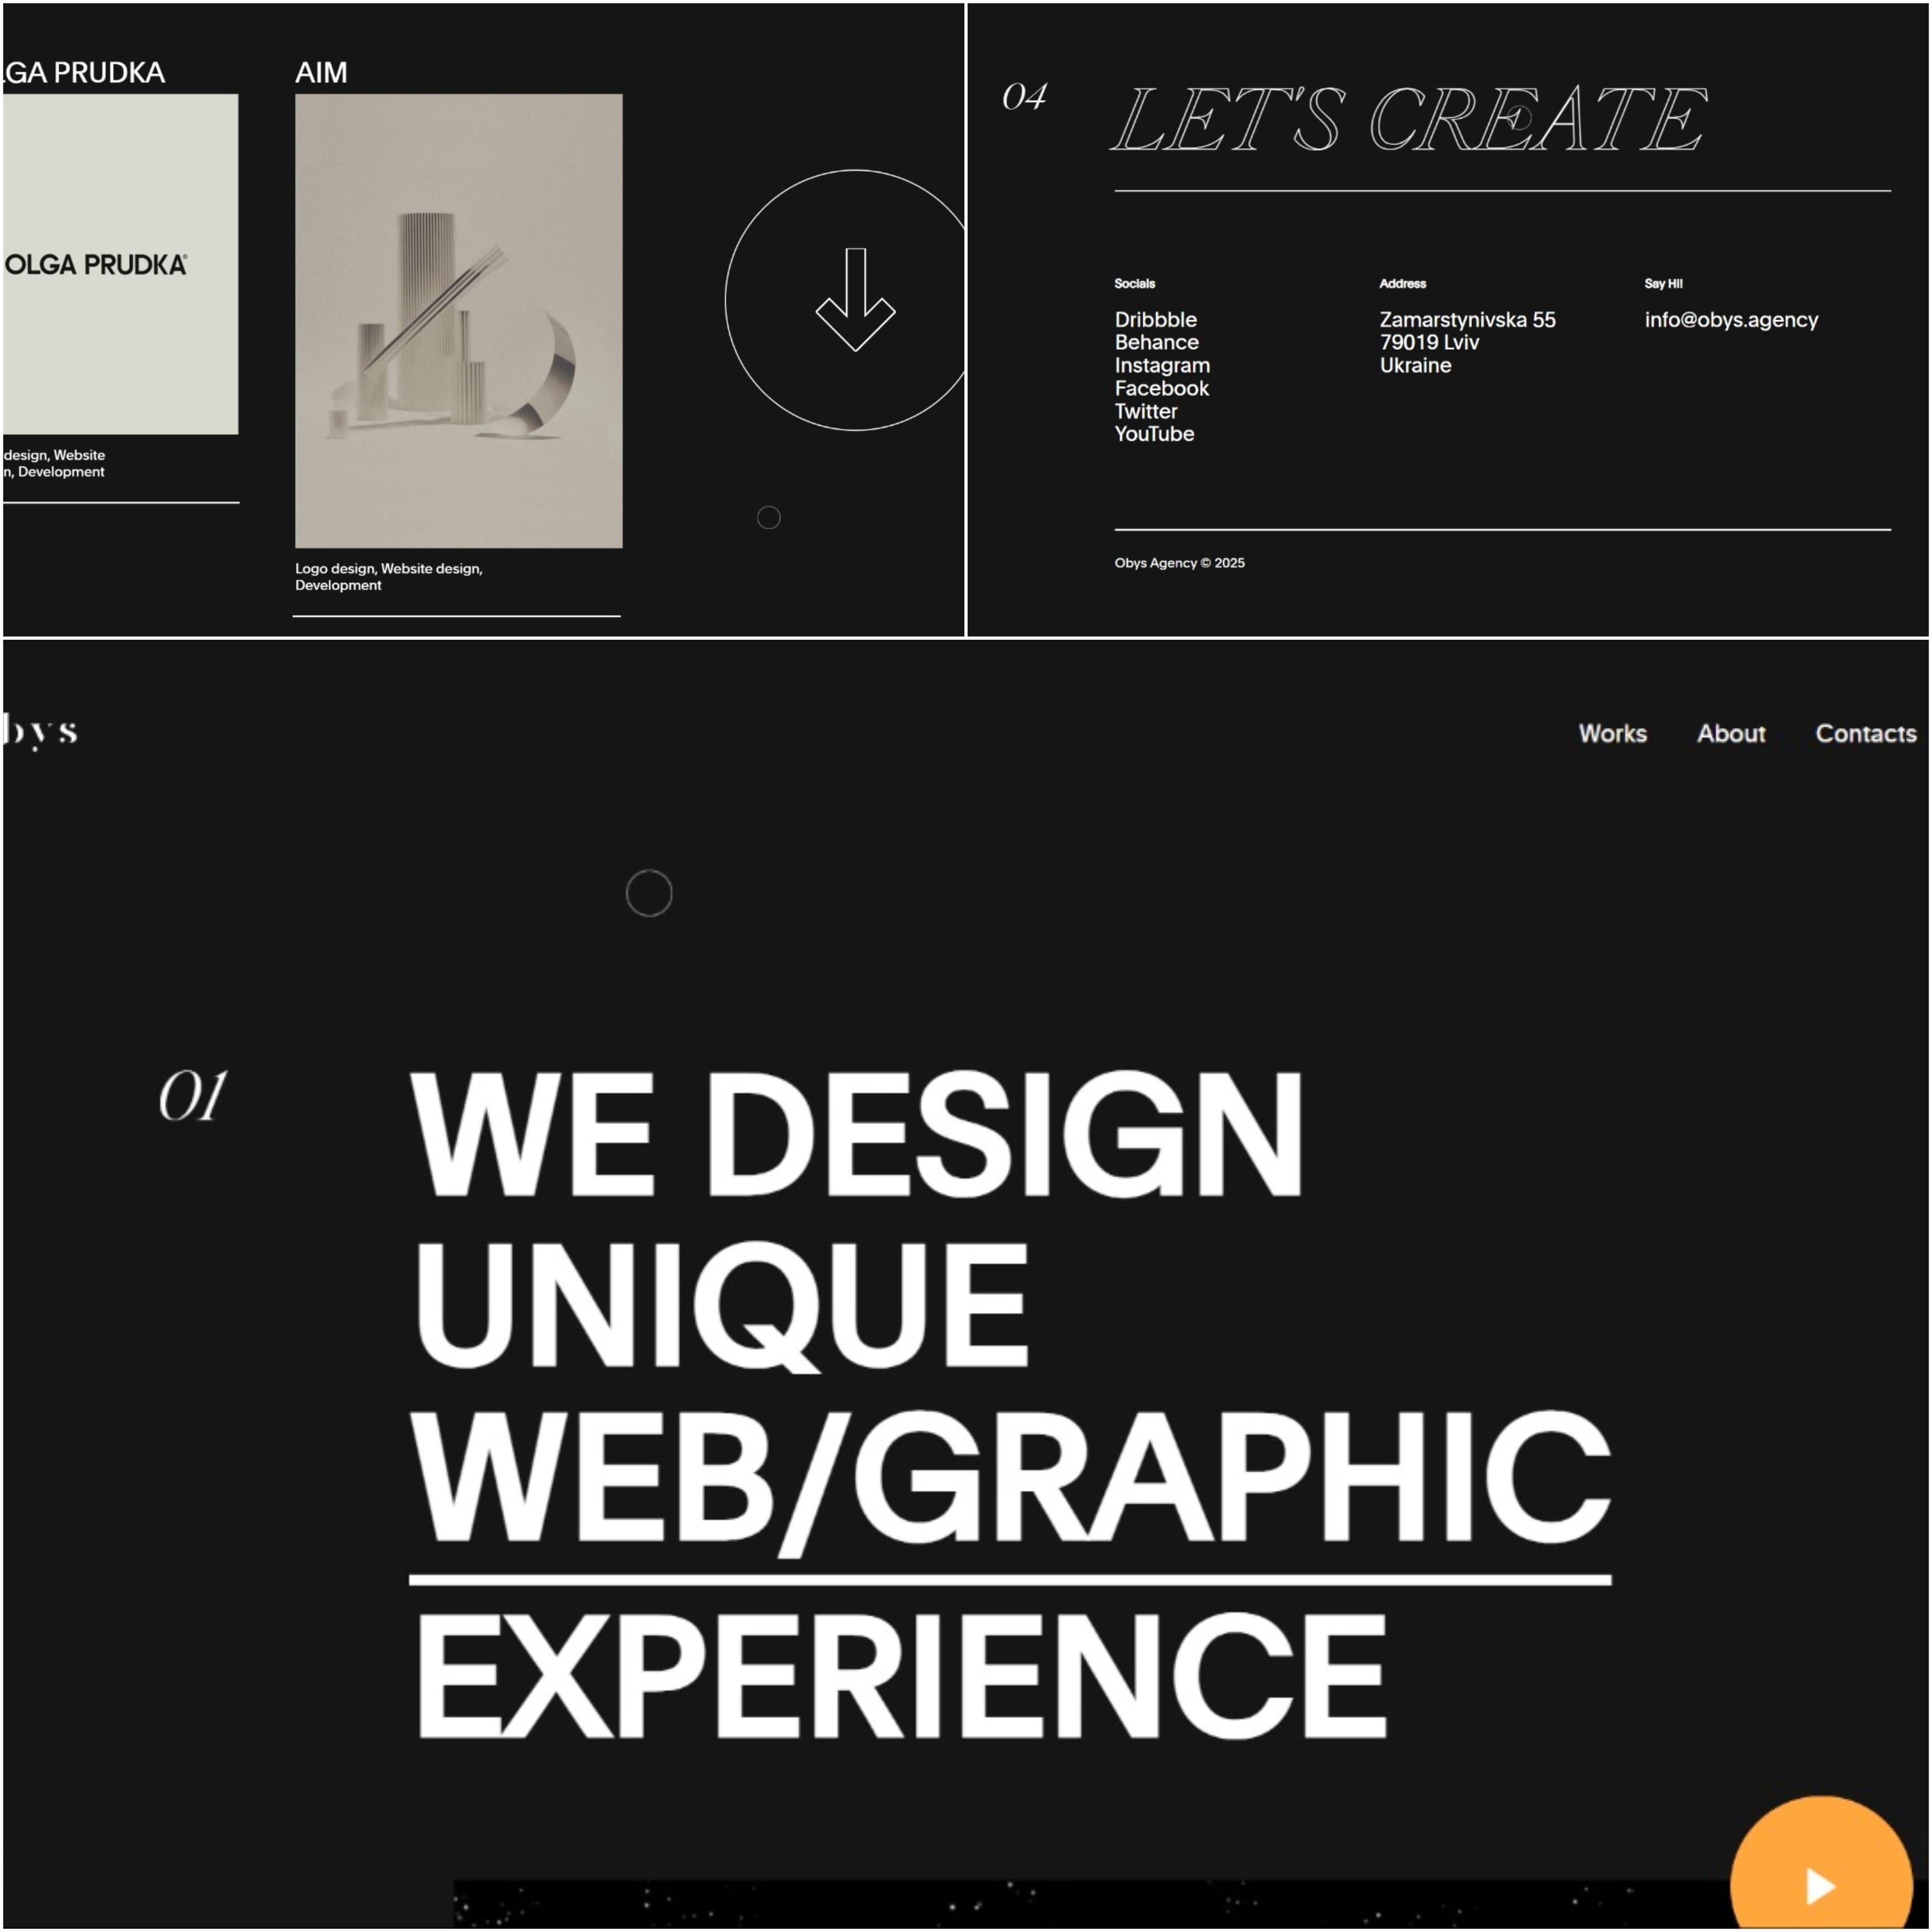 LGA PRUDKA
OLGA PRUDKA®
design, Website
n, Development
AIM
Logo design, Website design,
Development
04
LET'S CREATE
Socials
Dribbble
Behance
Instagram
Facebook
Twitter
YouTube
Address
Zamarstynivska 55
79019 Lviv
Ukraine
Say Hi!
info@obys.agency
Obys Agency © 2025
bys
Works About Contacts
01
WE DESIGN
UNIQUE
WEB/GRAPHIC
EXPERIENCE